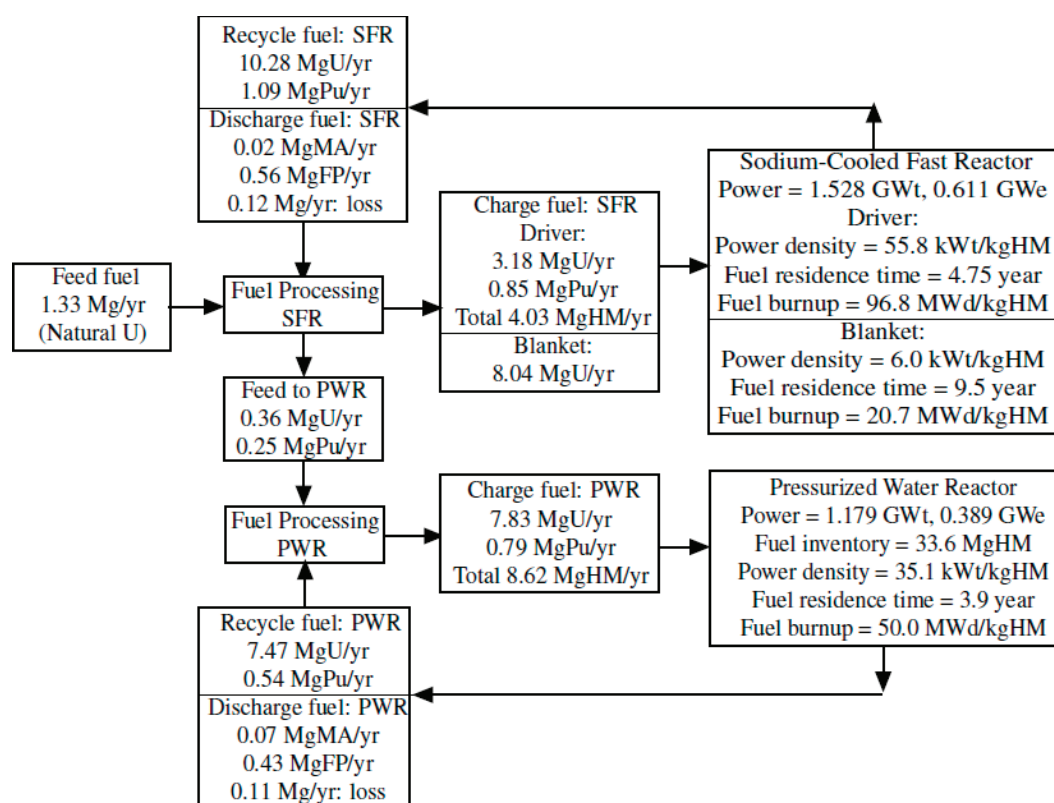 Recycle fuel: SFR
10.28 MgU/yr
1.09 MgPu/yr
Discharge fuel: SFR
0.02 MgMA/yr
0.56 MgFP/yr
0.12 Mg/yr: loss
Feed fuel
1.33 Mg/yr
(Natural U)
Fuel Processing
SFR
Charge fuel: SFR
Driver:
3.18 MgU/yr
0.85 MgPu/yr
Total 4.03 MgHM/yr
Blanket:
8.04 MgU/yr
Sodium-Cooled Fast Reactor
Power = 1.528 GWt, 0.611 GWe
Driver:
Power density = 55.8 kWt/kgHM
Fuel residence time = 4.75 year
Fuel burnup = 96.8 MWd/kgHM
Blanket:
Power density = 6.0 kWt/kgHM
Fuel residence time = 9.5 year
Fuel burnup = 20.7 MWd/kgHM
Feed to PWR
0.36 MgU/yr
0.25 MgPu/yr
Fuel Processing
PWR
Charge fuel: PWR
7.83 MgU/yr
0.79 MgPu/yr
Total 8.62 MgHM/yr
Pressurized Water Reactor
Power = 1.179 GWt, 0.389 GWe
Fuel inventory = 33.6 MgHM
Power density = 35.1 kWt/kgHM
Fuel residence time = 3.9 year
Fuel burnup = 50.0 MWd/kgHM
Recycle fuel: PWR
7.47 MgU/yr
0.54 MgPu/yr
Discharge fuel: PWR
0.07 MgMA/yr
0.43 MgFP/yr
0.11 Mg/yr: loss